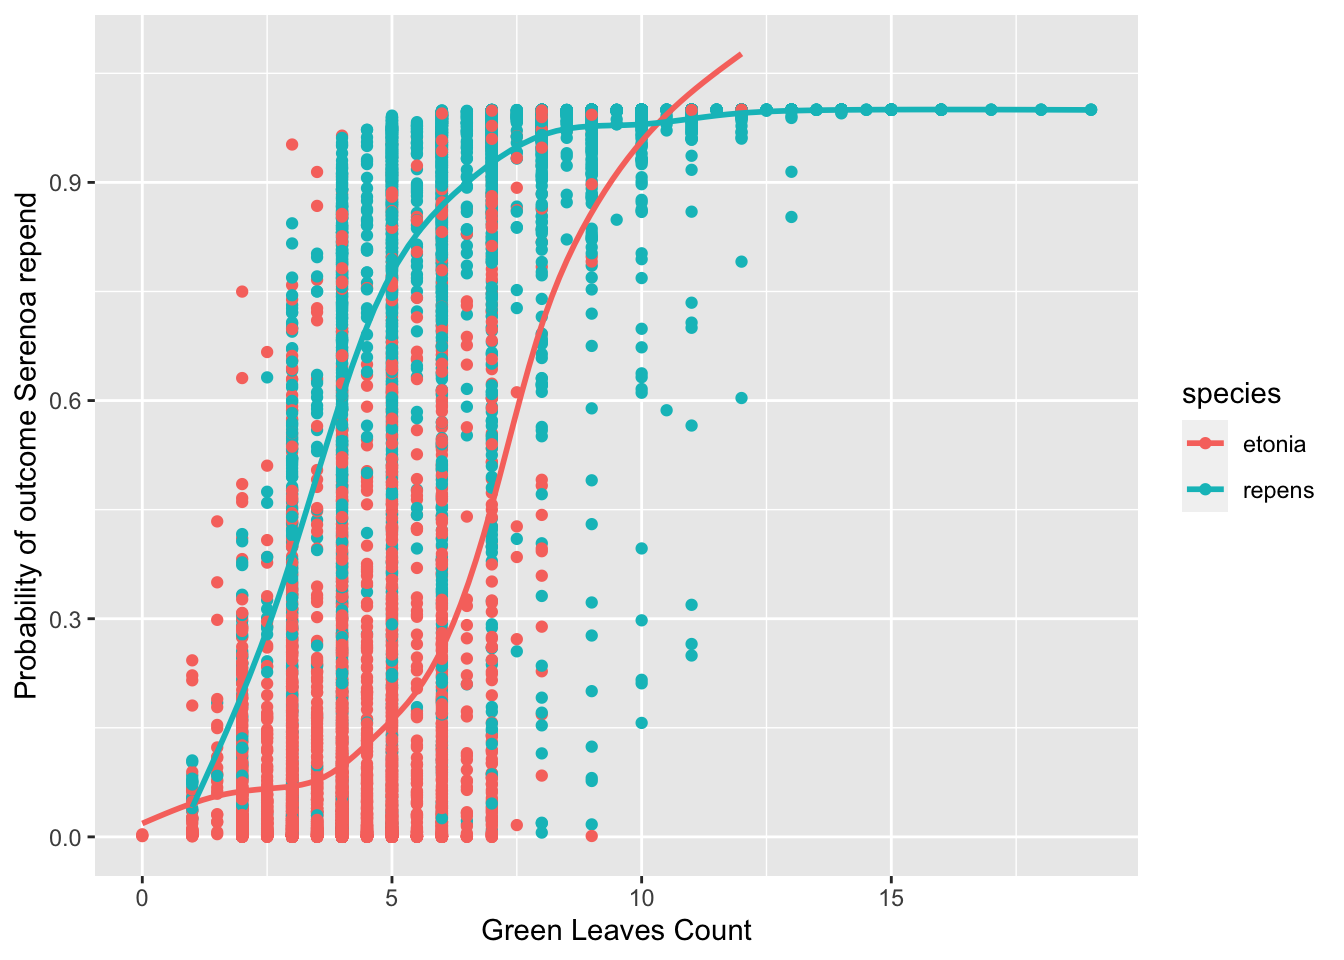 Probability of outcome Serenoa repend
0.9
0.6
0.3
0.0
0
5
10
15
Green Leaves Count
species
etonia
repens